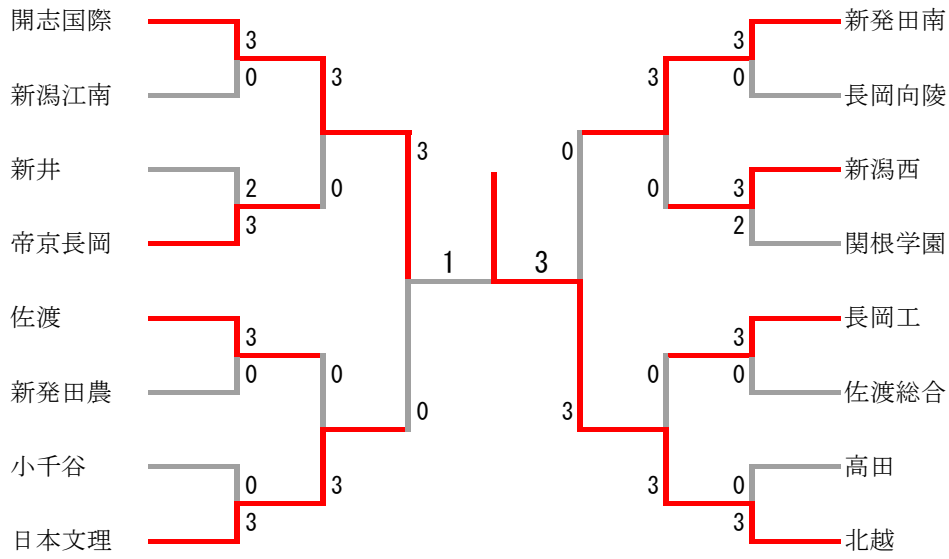 開志国際
3
0
新潟江南
3
新井
2
3
帝京長岡
0
3
佐渡
3
0
新発田農
0
小千谷
0
3
日本文理
3
0
1
3
新発田南
3
0
長岡向陵
3
新潟西
3
2
関根学園
0
0
長岡工
3
0
佐渡総合
0
高田
0
3
北越
3
3